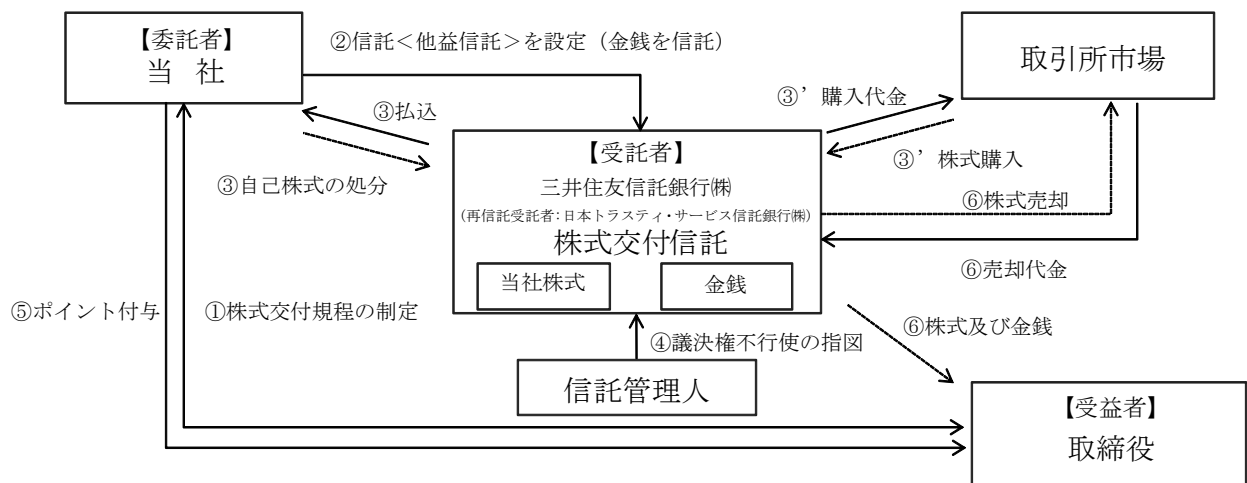 【委託者】
当 社
②信託＜他益信託＞を設定（金銭を信託）
取引所市場
③払込
③自己株式の処分
③’購入代金
③’株式購入
【受託者】
三井住友信託銀行㈱
(再信託受託者:日本トラスティ・サービス信託銀行㈱)
株式交付信託
当社株式
金銭
⑥株式売却
⑥売却代金
⑤ポイント付与
①株式交付規程の制定
④議決権不行使の指図
⑥株式及び金銭
信託管理人
【受益者】
取締役